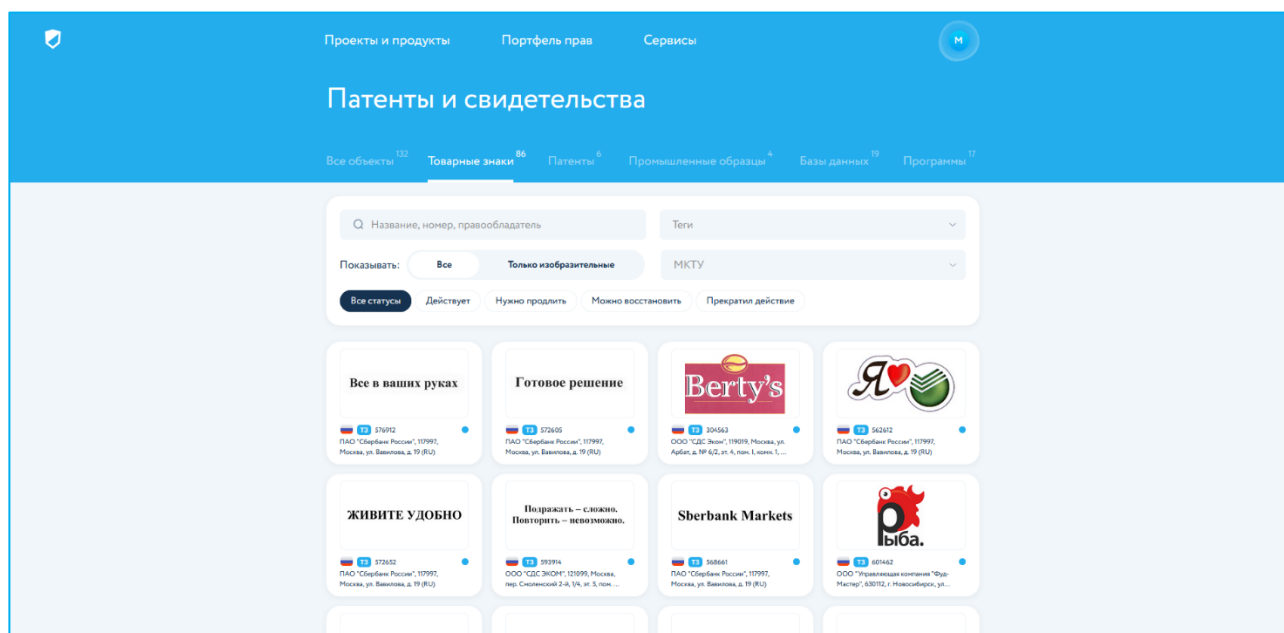 Проекты и продукты Портфель прав Сервисы М
Патенты и свидетельства
Все объекты 132 Товарные знаки 86 Патенты 6 Промышленные образцы 4 Базы данных 19 Программы 17
Название, номер, правообладатель Теги
Показывать: Все Только изобразительные МКТУ
Все статусы Действует Нужно продлить Можно восстановить Прекратил действие
Все в ваших руках
ТЗ 576912
ПАО "Сбербанк России", 117997,
Москва, ул. Вавилова, д. 19 (RU)
Готовое решение
ТЗ 572605
ПАО "Сбербанк России", 117997,
Москва, ул. Вавилова, д. 19 (RU)
Berty's
ТЗ 304563
ООО "СДС Эком", 119019, Москва, ул.
Арбат, д. № 6/2, эт. 4, пом. I, комн. 1, ...
Я
ТЗ 562612
ПАО "Сбербанк России", 117997,
Москва, ул. Вавилова, д. 19 (RU)
ЖИВИТЕ УДОБНО
ТЗ 572652
ПАО "Сбербанк России", 117997,
Москва, ул. Вавилова, д. 19 (RU)
Подражать – сложно.
Повторить – невозможно.
ТЗ 593914
ООО "СДС ЭКОМ", 121099, Москва,
пер. Смоленский 2-й, 1/4, эт. 3, пом. ...
Sberbank Markets
ТЗ 568661
ПАО "Сбербанк России", 117997,
Москва, ул. Вавилова, д. 19 (RU)
рыба.
ТЗ 601462
ООО "Управляющая компания "Фуд-
Мастер", 630112, г. Новосибирск, ул...